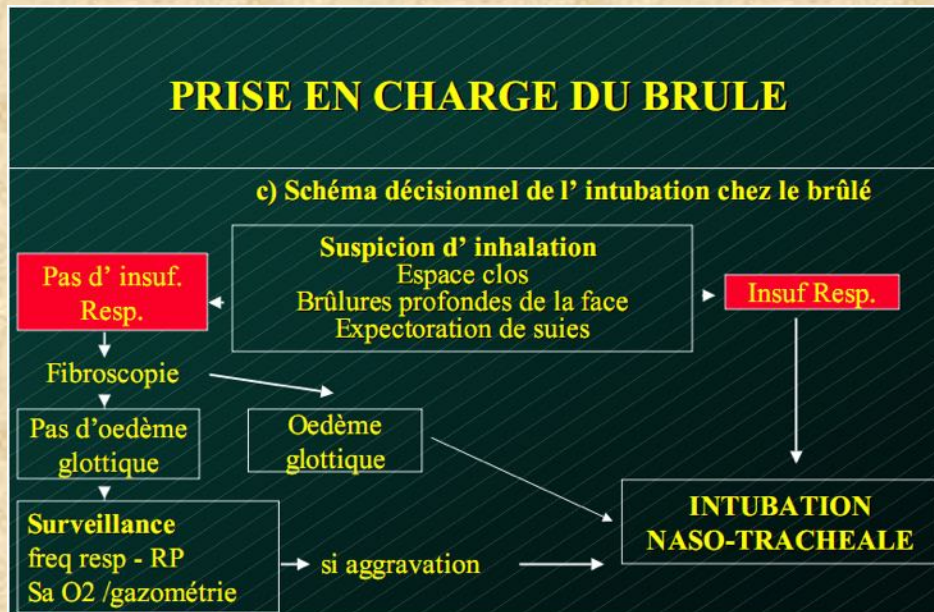 PRISE EN CHARGE DU BRULE
c) Schéma décisionnel de l' intubation chez le brûlé
Suspicion d' inhalation
Espace clos
Brûlures profondes de la face
Expectoration de suies
Pas d' insuf.
Resp.
Insuf Resp.
Fibroscopie
Pas d'oedème
glottique
Oedème
glottique
Surveillance
freq resp - RP
Sa O2 /gazométrie
si aggravation
INTUBATION
NASO-TRACHEALE